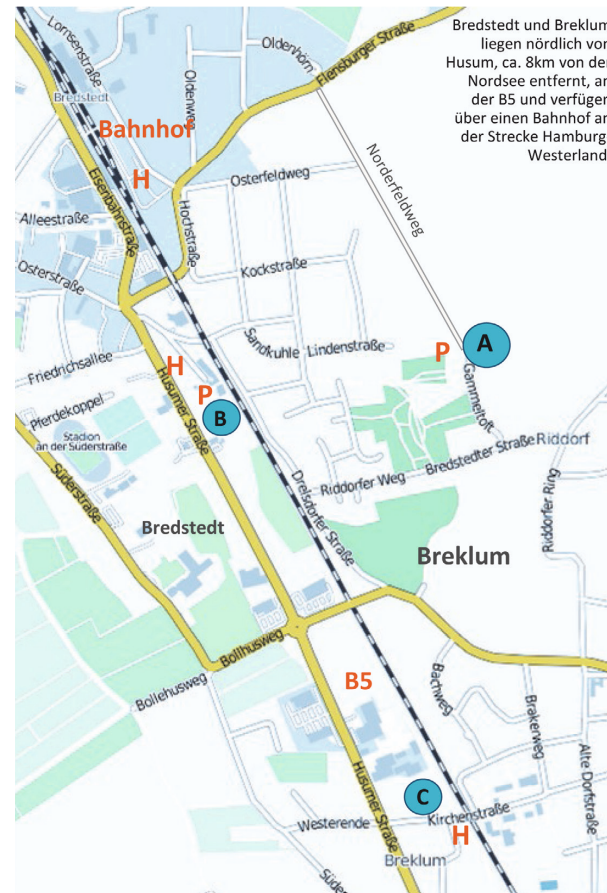 Bredstedt und Breklum
liegen nördlich von
Husum, ca. 8km von der
Nordsee entfernt, an
der B5 und verfügen
über einen Bahnhof an
der Strecke Hamburg
Westerland
Lornsenstraße
Oldenhörn
Flensburger Straße
Bredstedt
Oldenweg
Bahnhof
H
Norderfeldweg
Osterfeldweg
Eisenbahnstraße
Hochstraße
Alleestraße
Osterstraße
Kockstraße
Sandkuhle
Lindenstraße
P
A
Gammeltoft
Friedrichsallee
H
P
B
Husumer Straße
Pferdekoppel
Stadion
an der Süderstraße
Süderstraße
Bredstedter Straße
Riddorf
Riddorfer Weg
Riddorfer Ring
Drelsdorfer Straße
Bredstedt
Breklum
Bollhusweg
Bollehusweg
B5
Bachweg
Brakerweg
Alte Dorfstraße
Husumer Straße
C
Westerende
Kirchenstraße
H
Breklum
Süder